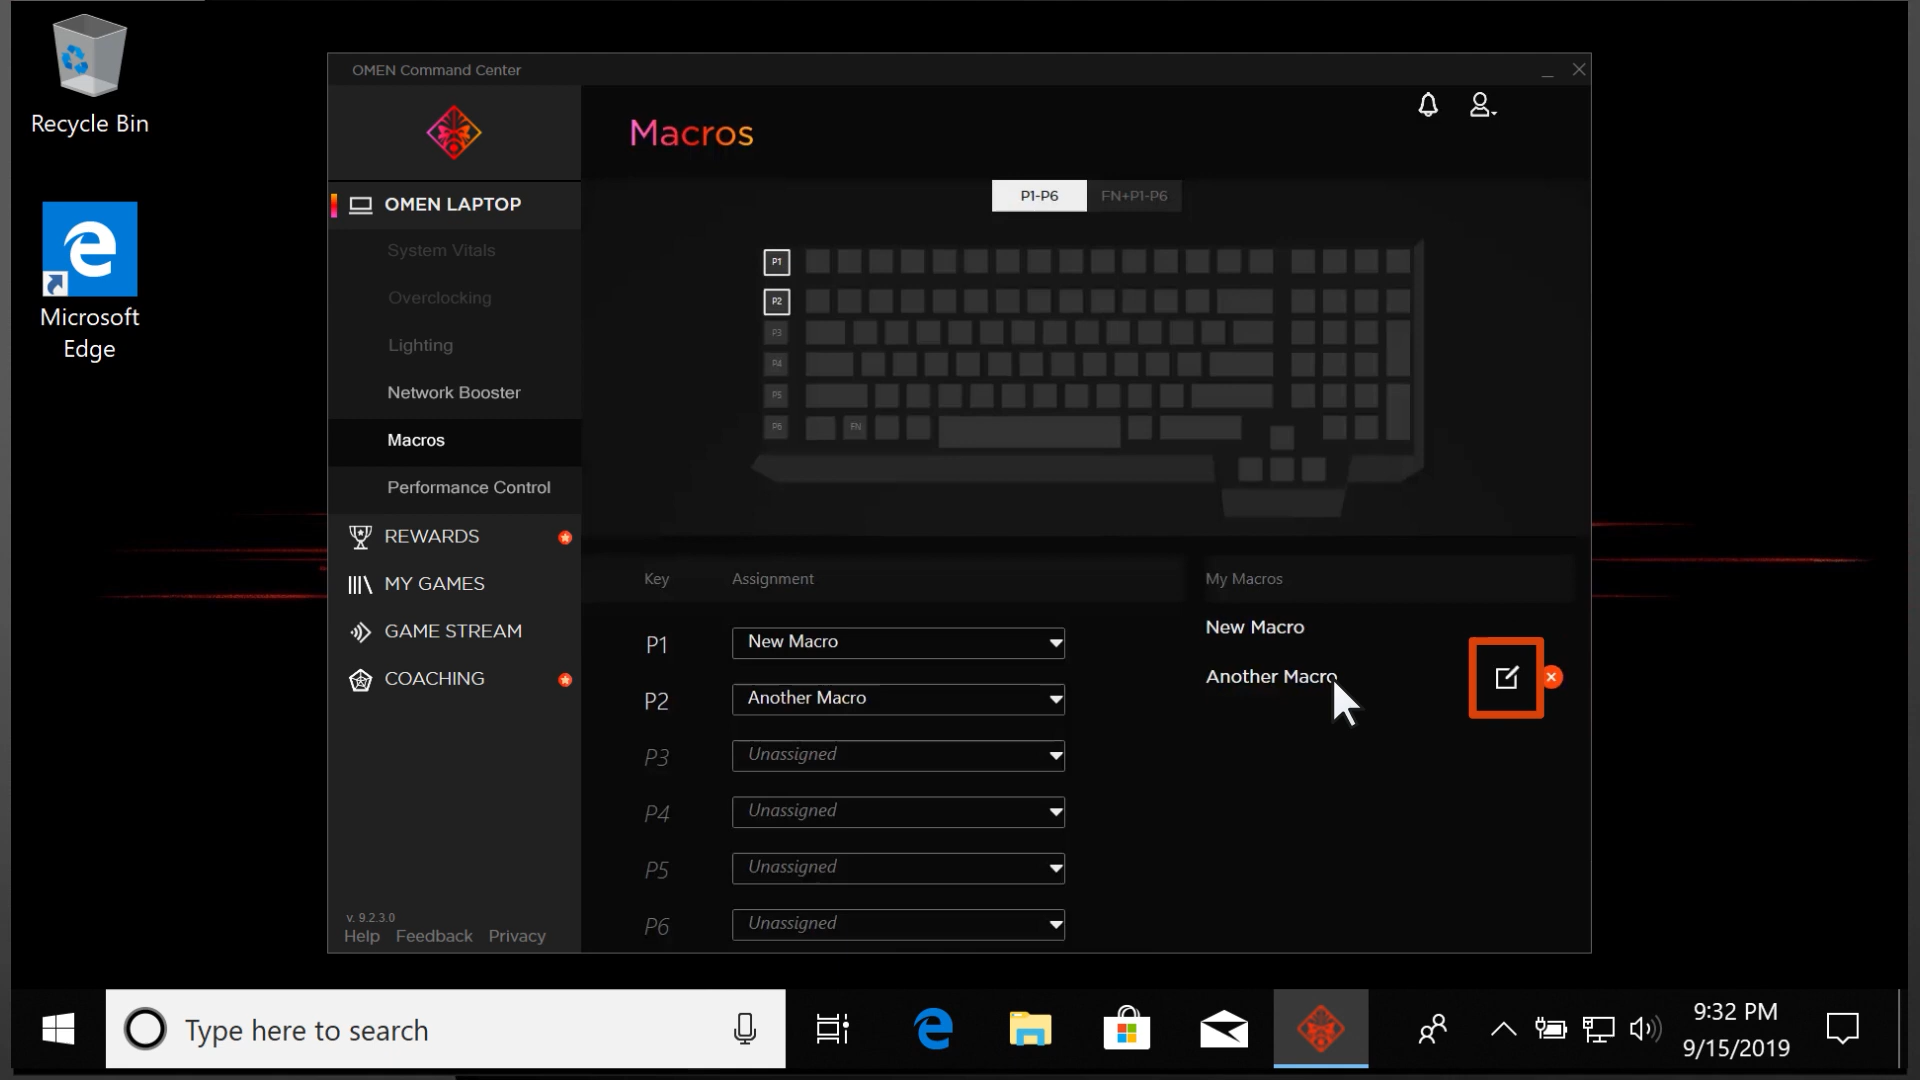 Recycle Bin
Microsoft
Edge
OMEN Command Center
Macros
OMEN LAPTOP
System Vitals
Overclocking
Lighting
Network Booster
Macros
Performance Control
REWARDS
MY GAMES
GAME STREAM
COACHING
v. 9.2.3.0
Help Feedback Privacy
P1-P6 FN+P1-P6
P1
P2
P3
P4
P5
P6 FN
Key Assignment My Macros
P1 New Macro
P2 Another Macro
P3 Unassigned
P4 Unassigned
P5 Unassigned
P6 Unassigned
New Macro
Another Macro
Type here to search
9:32 PM
9/15/2019